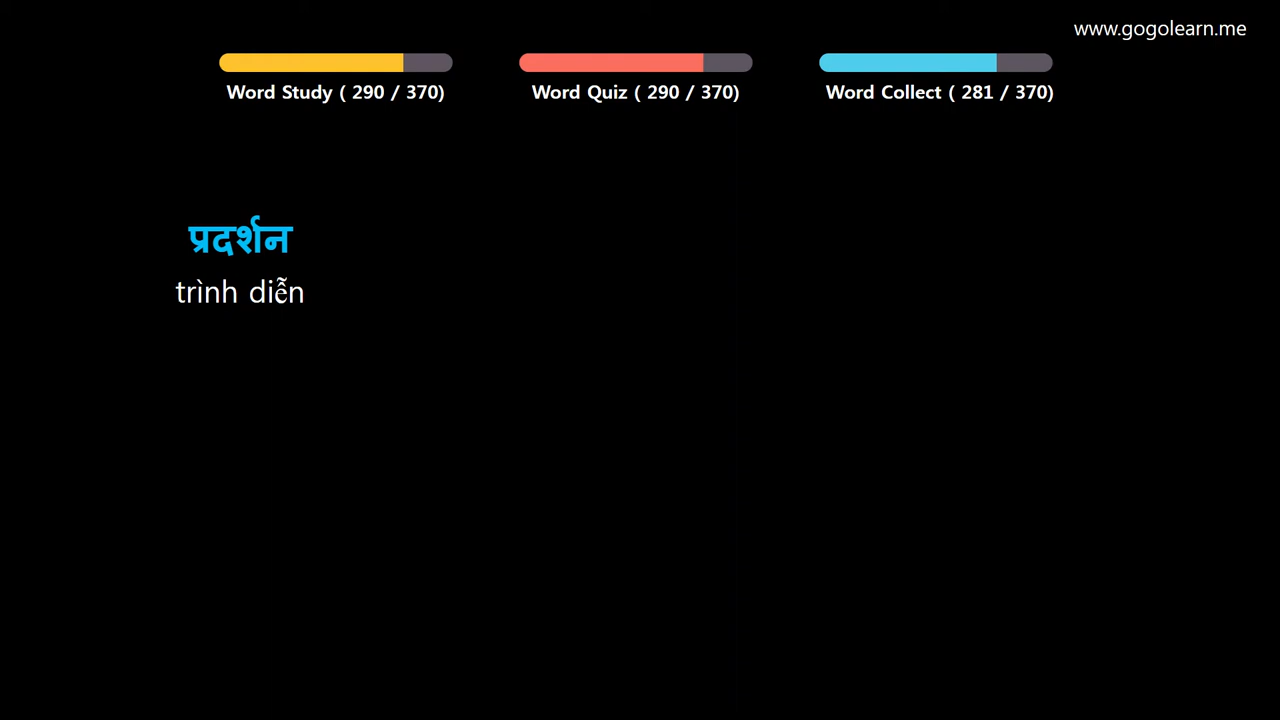 www.gogolearn.me
Word Study ( 290 / 370)
Word Quiz ( 290 / 370)
Word Collect ( 281 / 370)
प्रदर्शन
trình diễn